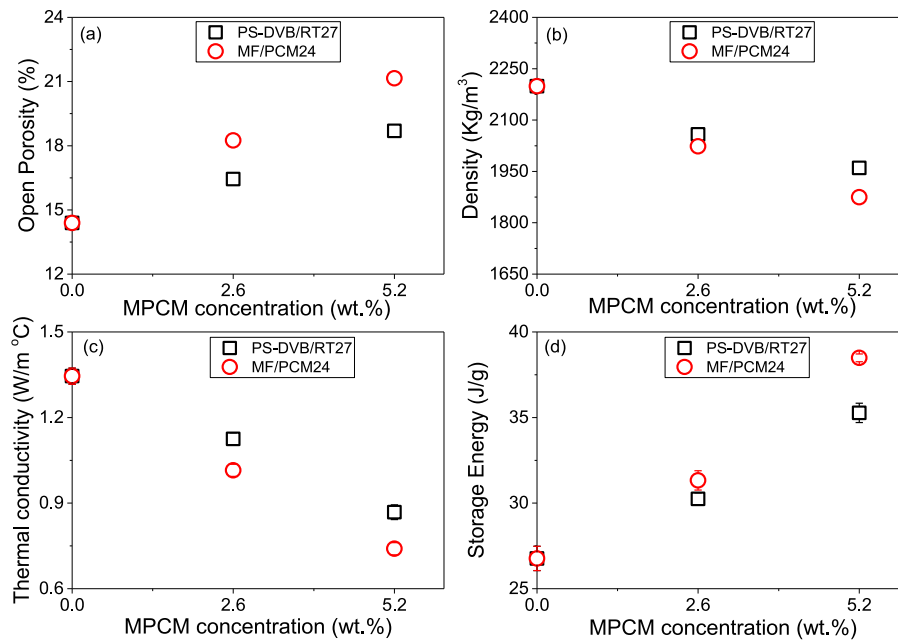 (a)
PS-DVB/RT27
MF/PCM24
Open Porosity (%)
24
21
18
15
12
0.0 2.6 5.2
MPCM concentration (wt.%)
(b)
PS-DVB/RT27
MF/PCM24
Density (Kg/m³)
2400
2250
2100
1950
1800
1650
0.0 2.6 5.2
MPCM concentration (wt.%)
(c)
PS-DVB/RT27
MF/PCM24
Thermal conductivity (W/m °C)
1.5
1.2
0.9
0.6
0.0 2.6 5.2
MPCM concentration (wt.%)
(d)
PS-DVB/RT27
MF/PCM24
Storage Energy (J/g)
40
35
30
25
0.0 2.6 5.2
MPCM concentration (wt.%)